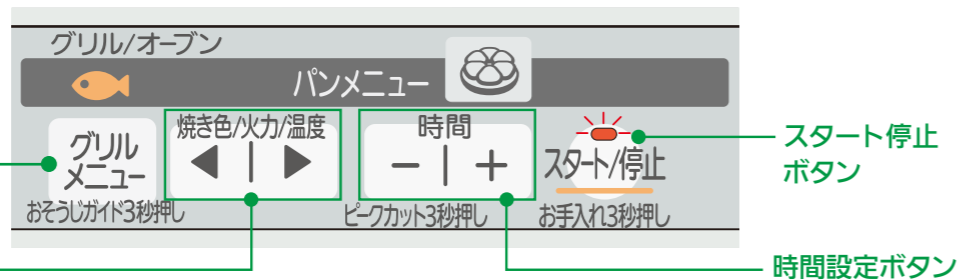 グリル/オーブン
パンメニュー
焼き色/火力/温度
時間
グリル
メニュー
スタート/停止
おそうじガイド3秒押し
ピークカット3秒押し
お手入れ3秒押し
スタート停止
ボタン
時間設定ボタン